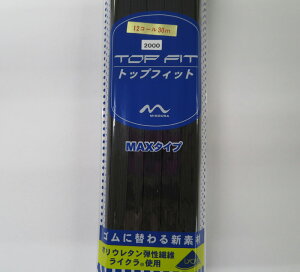 12コール 30m
2000
TOP FIT
トップフィット
MAXタイプ
ゴムに替わる新素材
ポリウレタン弾性繊維
ライクラ®使用